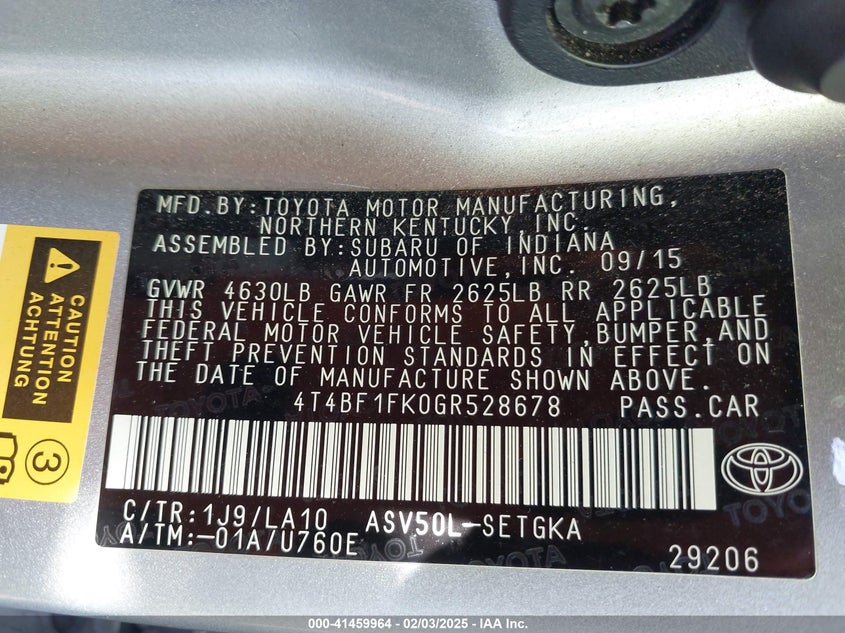 MFD.BY:TOYOTA MOTOR MANUFACTURING,
NORTHERN KENTUCKY,INC.
ASSEMBLED BY:SUBARU OF INDIANA
AUTOMOTIVE,INC. 09/15
GVWR 4630LB GAWR FR 2625LB RR 2625LB
THIS VEHICLE CONFORMS TO ALL APPLICABLE
FEDERAL MOTOR VEHICLE SAFETY,BUMPER,AND
THEFT PREVENTION STANDARDS IN EFFECT ON
THE DATE OF MANUFACTURE SHOWN ABOVE.
4T4BF1FK0GR528678 PASS.CAR
C/TR:1J9/LA10 ASV50L-SETGKA
A/TM:-01A/U760E
29206
TOYOTA
CAUTION
ATTENTION
ACHTUNG
3
000-41459964 / 02/03/2025 - IAA Inc.